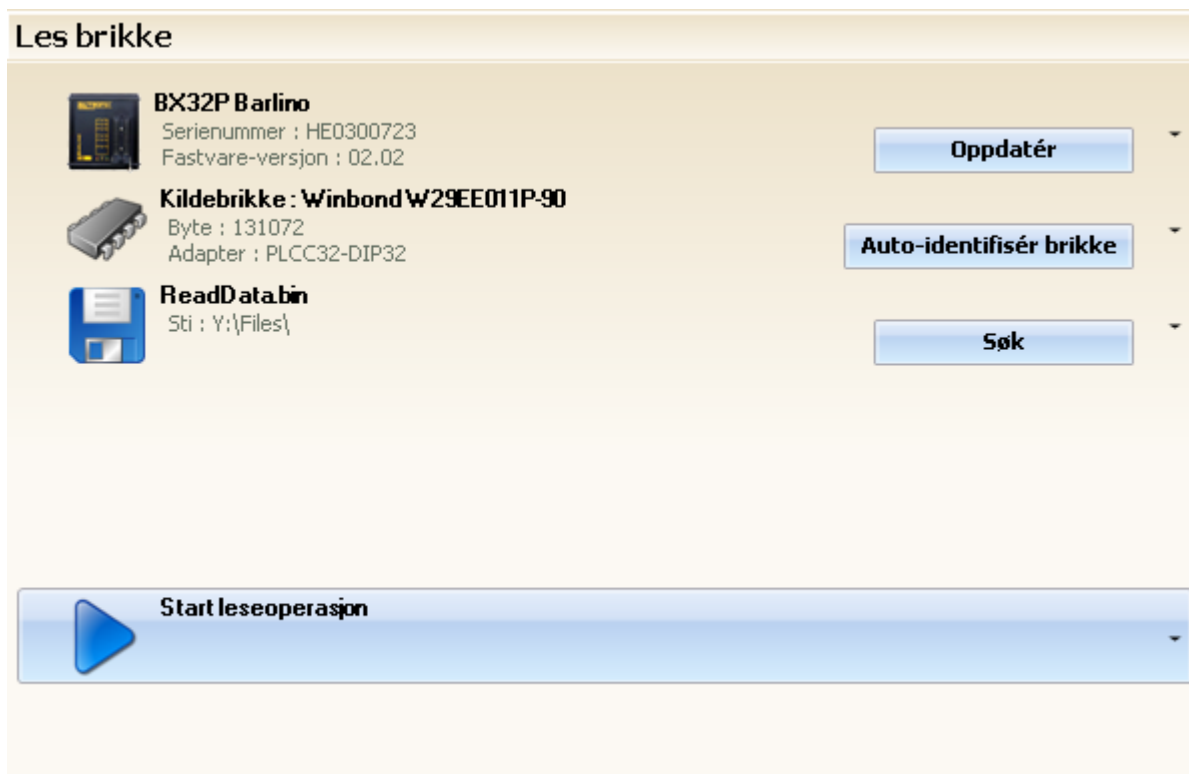 Les brikke
BX32P Barlino
Serienummer : HE0300723
Fastvare-versjon : 02.02
Oppdatér
Kildebrikke : Winbond W29EE011P-90
Byte : 131072
Adapter : PLCC32-DIP32
Auto-identifisér brikke
ReadData.bin
Sti : Y:\Files\
Søk
Start leseoperasjon